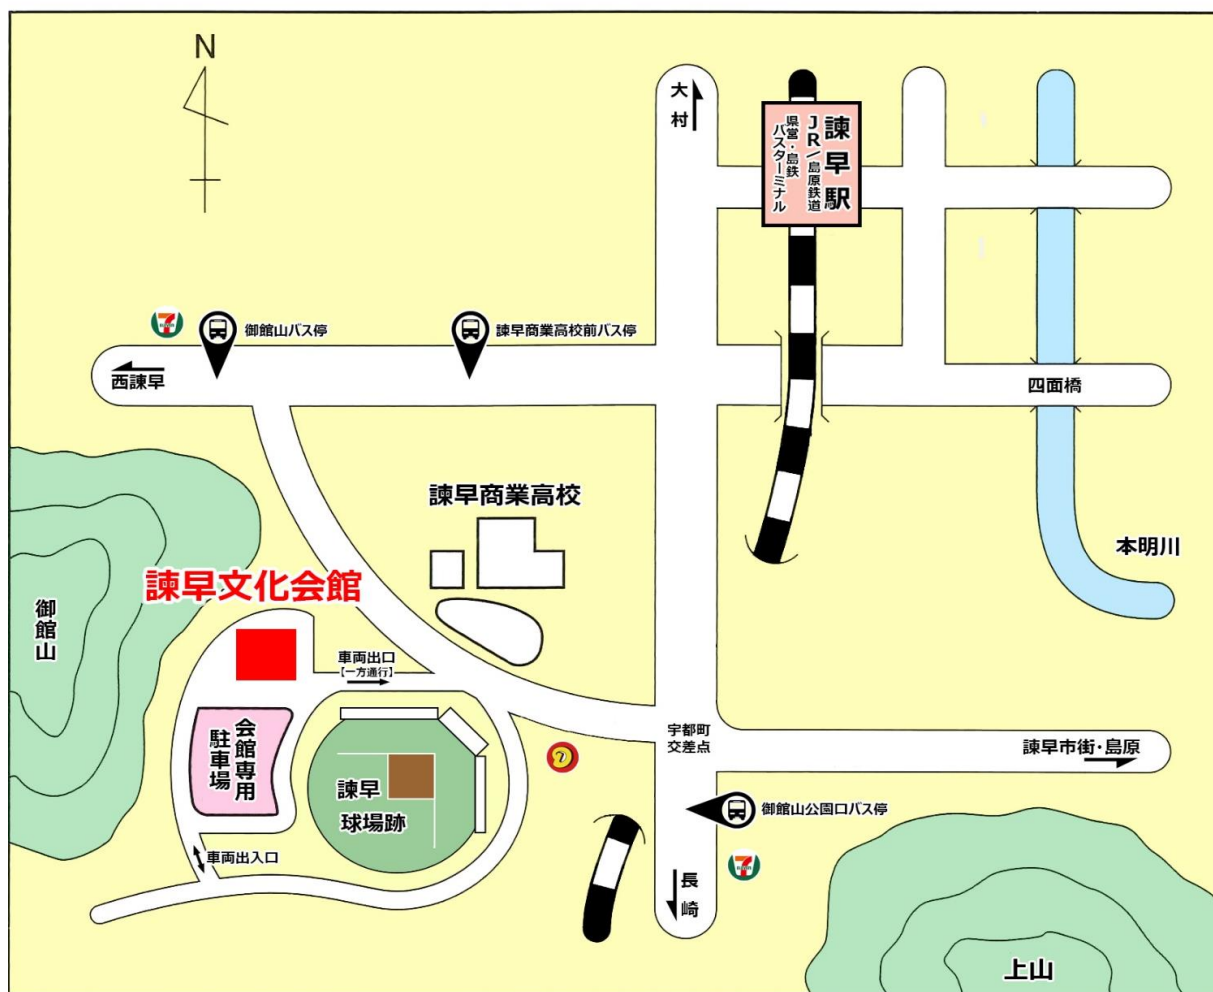 N
大村
諫早駅
JR/島原鉄道
県営・島鉄
バスターミナル
7
御館山バス停
諫早商業高校前バス停
西諫早
四面橋
諫早商業高校
本明川
諫早文化会館
御館山
車両出口
【一方通行】
会館専用
駐車場
宇都町
交差点
諫早市街・島原
諫早
球場跡
御館山公園口バス停
車両出入口
7
長崎
上山